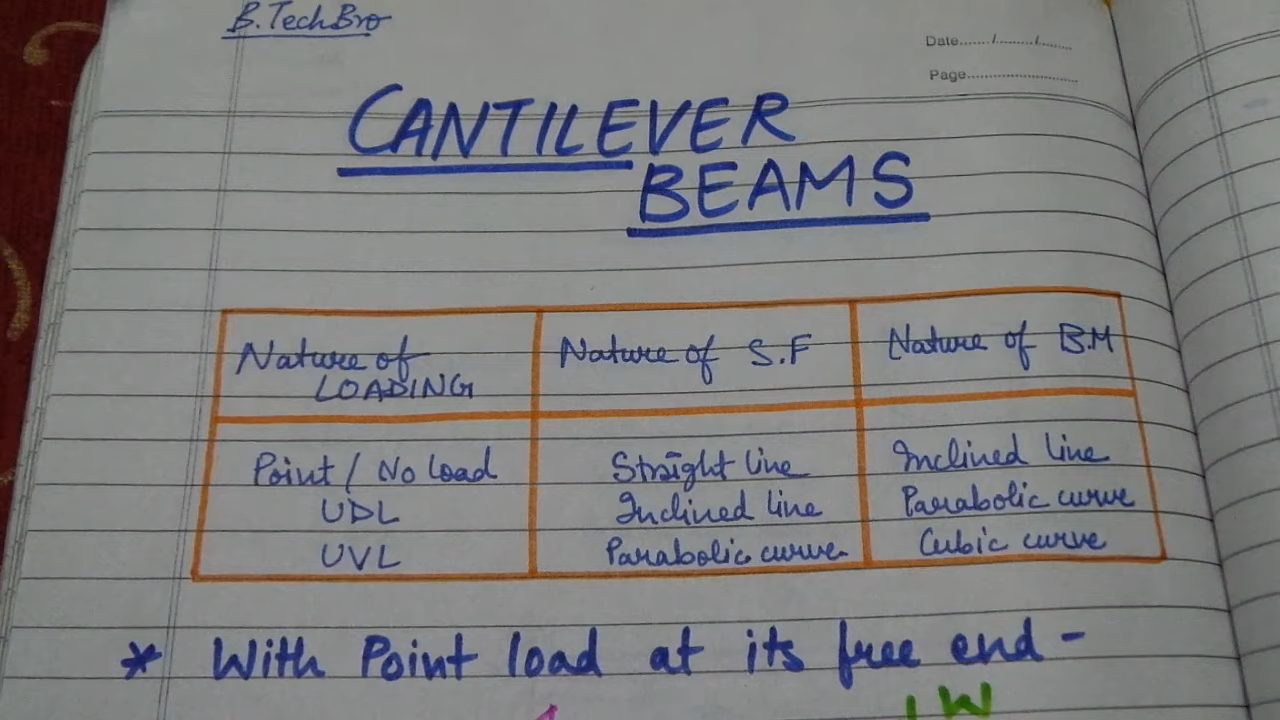 B.TechBro
Date....../........./........
Page............................
CANTILEVER
BEAMS
Nature of LOADING
Nature of S.F
Nature of B.M
Point / No load
Straight line
Inclined line
UDL
Inclined line
Parabolic curve
UVL
Parabolic curve
Cubic curve
* With Point load at its free end -
W